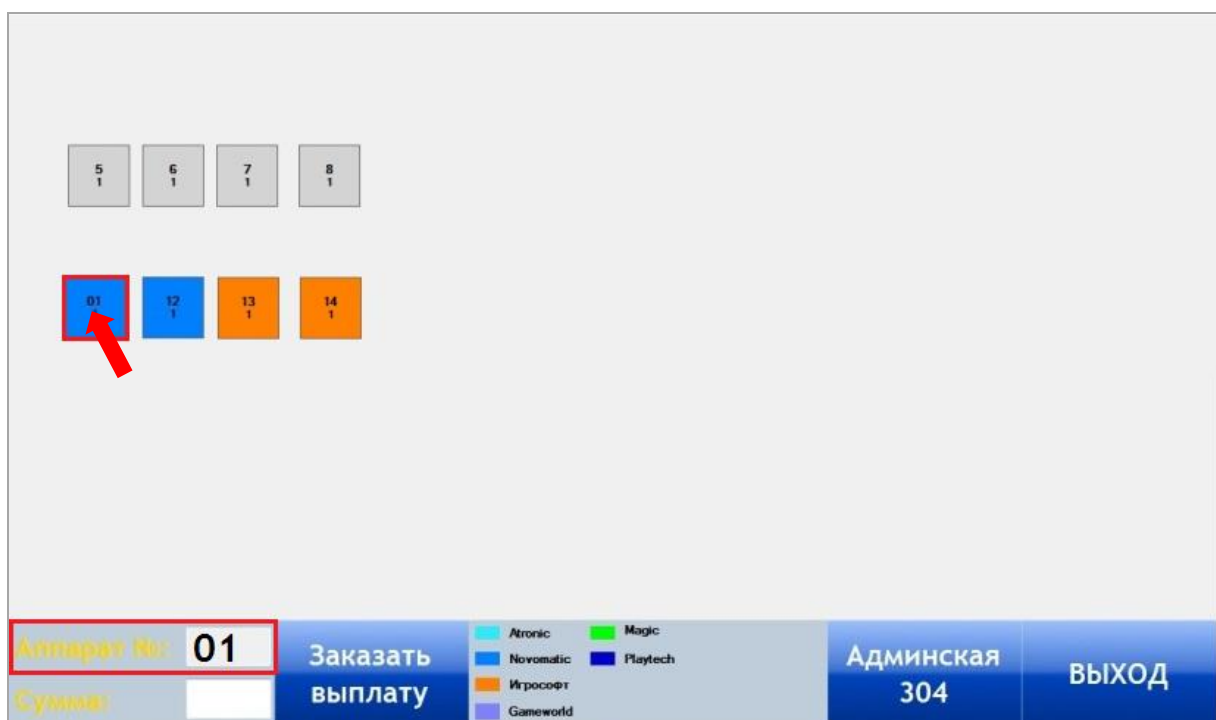 5 6 7 8
1 1 1 1
01 12 13 14
1 1 1
Аппарат №: 01
Сумма:
Заказать
выплату
Atronic
Novomatic
Игрософт
Gameworld
Magic
Playtech
Админская
304
ВЫХОД